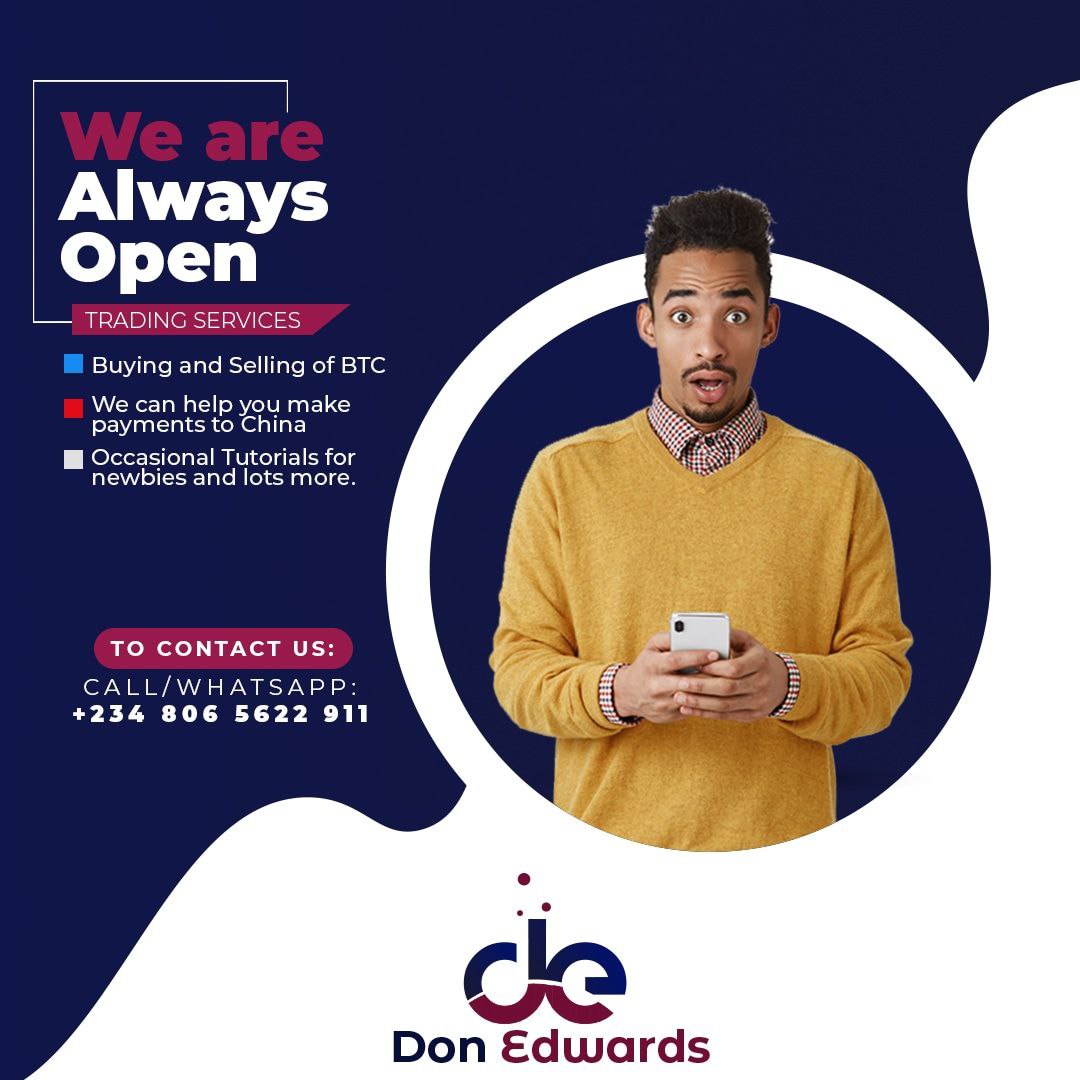 We are
Always
Open
TRADING SERVICES
Buying and Selling of BTC
We can help you make
payments to China
Occasional Tutorials for
newbies and lots more.
TO CONTACT US:
CALL/WHATSAPP:
+234 806 5622 911
de
Don Edwards